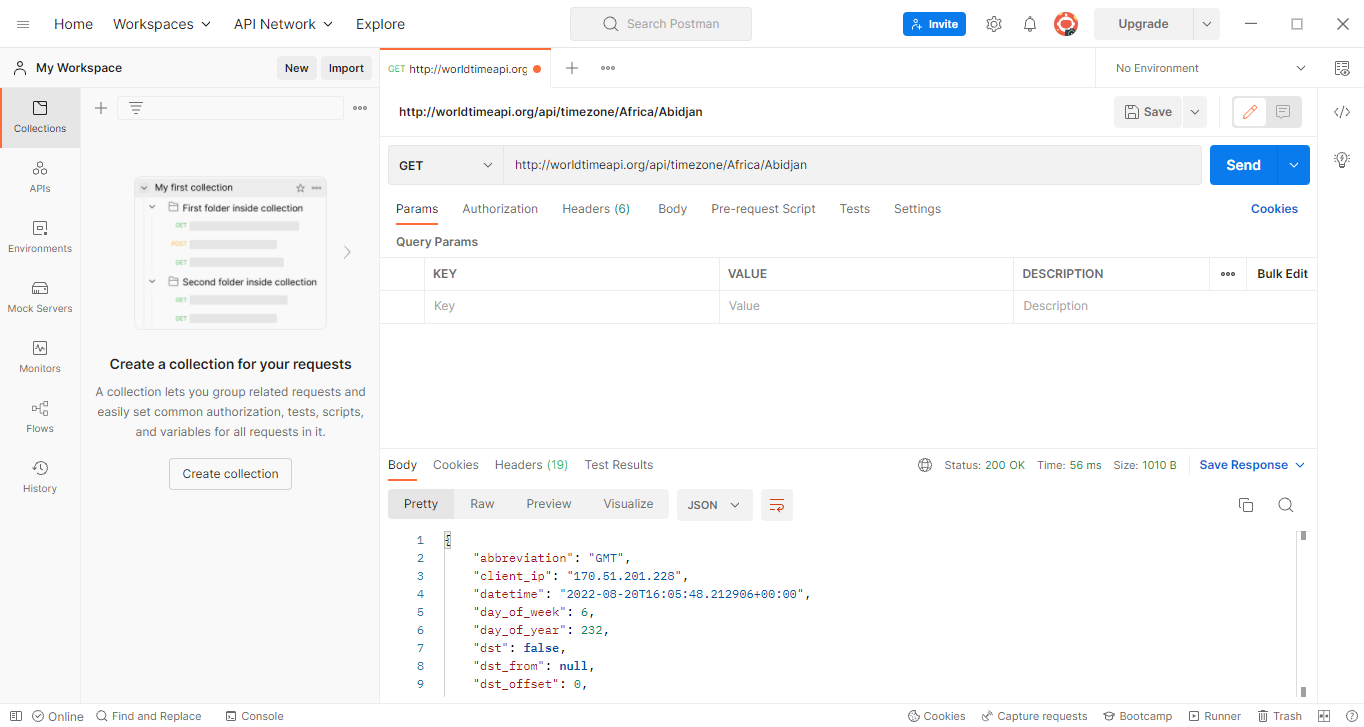 Home Workspaces API Network Explore Search Postman Invite Upgrade
My Workspace New Import GET http://worldtimeapi.org No Environment
Collections
APIs
Environments
Mock Servers
Monitors
Flows
History
My first collection
First folder inside collection
GET
POST
GET
Second folder inside collection
GET
GET
Create a collection for your requests
A collection lets you group related requests and
easily set common authorization, tests, scripts,
and variables for all requests in it.
Create collection
http://worldtimeapi.org/api/timezone/Africa/Abidjan Save
GET http://worldtimeapi.org/api/timezone/Africa/Abidjan Send
Params Authorization Headers (6) Body Pre-request Script Tests Settings Cookies
Query Params
KEY VALUE DESCRIPTION Bulk Edit
Key Value Description
Body Cookies Headers (19) Test Results Status: 200 OK Time: 56 ms Size: 1010 B Save Response
Pretty Raw Preview Visualize JSON
1 {
2 "abbreviation": "GMT",
3 "client_ip": "170.51.201.228",
4 "datetime": "2022-08-20T16:05:48.212906+00:00",
5 "day_of_week": 6,
6 "day_of_year": 232,
7 "dst": false,
8 "dst_from": null,
9 "dst_offset": 0,
Online Find and Replace Console Cookies Capture requests Bootcamp Runner Trash